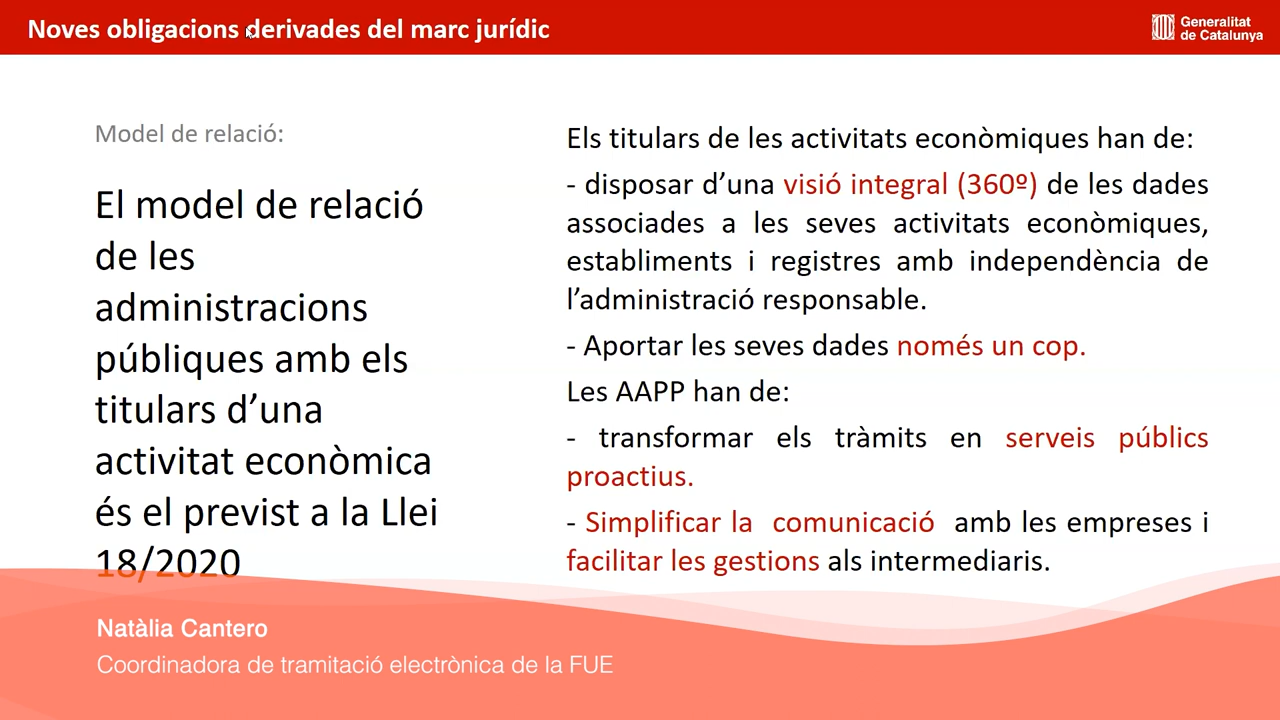 Noves obligacions derivades del marc jurídic
Generalitat
de Catalunya
Model de relació:
El model de relació
de les
administracions
públiques amb els
titulars d’una
activitat econòmica
és el previst a la Llei
18/2020
Els titulars de les activitats econòmiques han de:
- disposar d’una visió integral (360º) de les dades
associades a les seves activitats econòmiques,
establiments i registres amb independència de
l’administració responsable.
- Aportar les seves dades només un cop.
Les AAPP han de:
- transformar els tràmits en serveis públics
proactius.
- Simplificar la comunicació amb les empreses i
facilitar les gestions als intermediaris.
Natàlia Cantero
Coordinadora de tramitació electrònica de la FUE